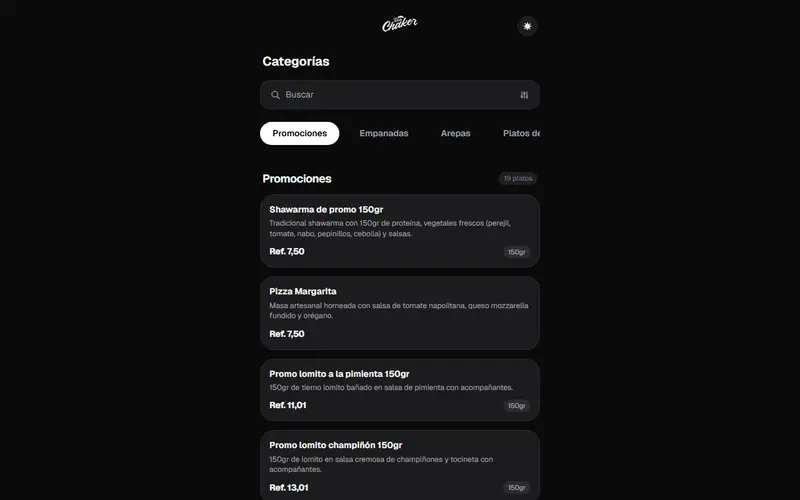 Chaker
Categorías
Buscar
Promociones
Empanadas
Arepas
Platos de
Promociones
19 platos
Shawarma de promo 150gr
Tradicional shawarma con 150gr de proteína, vegetales frescos (perejil,
tomate, nabo, pepinillos, cebolla) y salsas.
Ref. 7,50
150gr
Pizza Margarita
Masa artesanal horneada con salsa de tomate napolitana, queso mozzarella
fundido y orégano.
Ref. 7,50
Promo lomito a la pimienta 150gr
150gr de tierno lomito bañado en salsa de pimienta con acompañantes.
Ref. 11,01
150gr
Promo lomito champiñón 150gr
150gr de lomito en salsa cremosa de champiñones y tocineta con
acompañantes.
Ref. 13,01
150gr